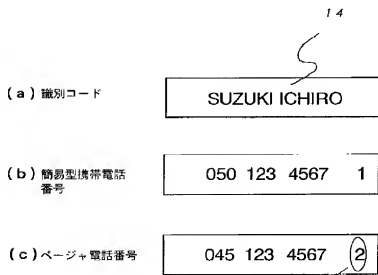 14
(a) 識別コード
SUZUKI ICHIRO
(b) 簡易型携帯電話
番号
050 123 4567 1
(c) ページャ電話番号
045 123 4567 2